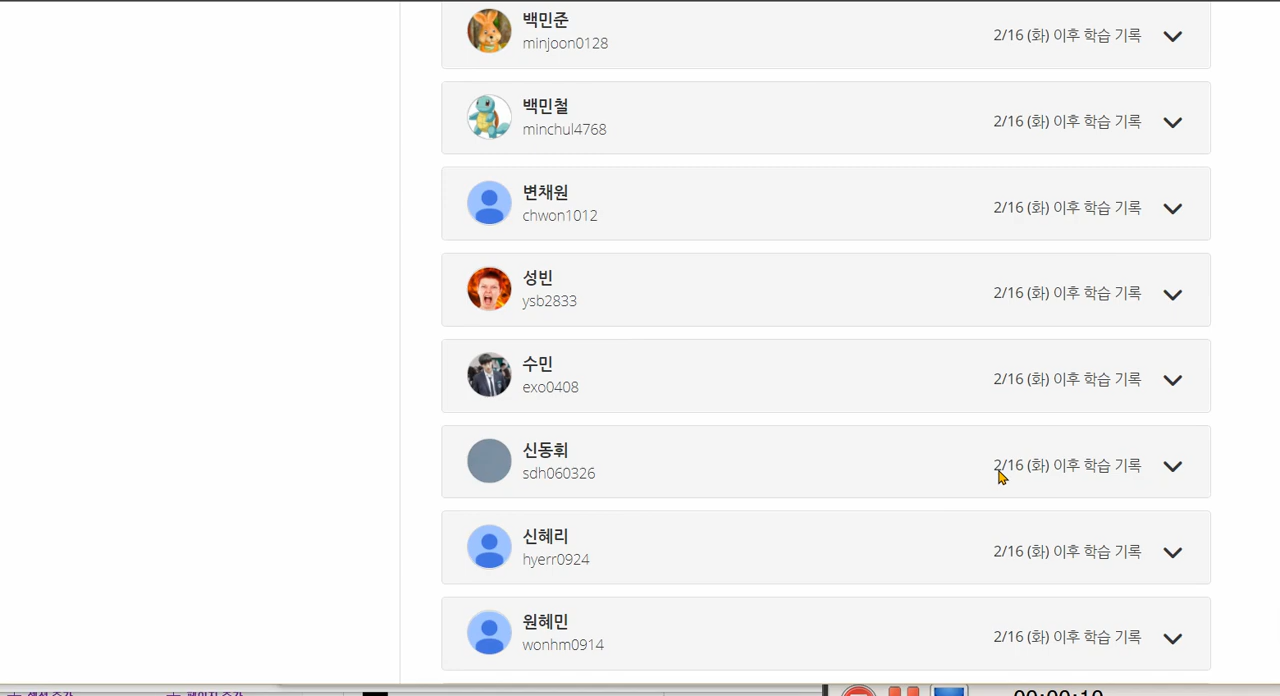 백민준
minjoon0128
2/16 (화) 이후 학습 기록
백민철
minchul4768
2/16 (화) 이후 학습 기록
변채원
chwon1012
2/16 (화) 이후 학습 기록
성빈
ysb2833
2/16 (화) 이후 학습 기록
수민
exo0408
2/16 (화) 이후 학습 기록
신동휘
sdh060326
2/16 (화) 이후 학습 기록
신혜리
hyerr0924
2/16 (화) 이후 학습 기록
원혜민
wonhm0914
2/16 (화) 이후 학습 기록